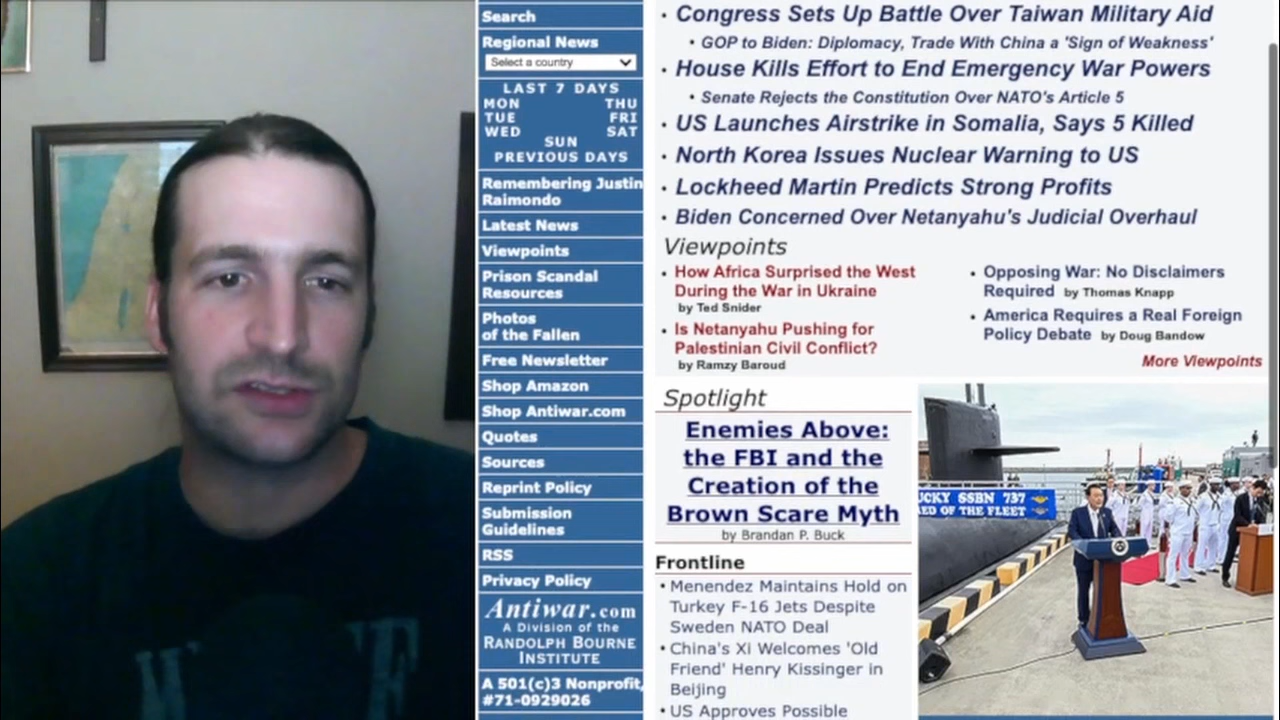 Search
Regional News
Select a country
LAST 7 DAYS
MON THU
TUE FRI
WED SAT
SUN
PREVIOUS DAYS
Remembering Justin
Raimondo
Latest News
Viewpoints
Prison Scandal
Resources
Photos
of the Fallen
Free Newsletter
Shop Amazon
Shop Antiwar.com
Quotes
Sources
Reprint Policy
Submission
Guidelines
RSS
Privacy Policy
Antiwar.com
A Division of the
RANDOLPH BOURNE
INSTITUTE
A 501(c)3 Nonprofit,
#71-0929026
• Congress Sets Up Battle Over Taiwan Military Aid
• GOP to Biden: Diplomacy, Trade With China a 'Sign of Weakness'
• House Kills Effort to End Emergency War Powers
• Senate Rejects the Constitution Over NATO's Article 5
• US Launches Airstrike in Somalia, Says 5 Killed
• North Korea Issues Nuclear Warning to US
• Lockheed Martin Predicts Strong Profits
• Biden Concerned Over Netanyahu's Judicial Overhaul
Viewpoints
• How Africa Surprised the West
During the War in Ukraine
by Ted Snider
• Is Netanyahu Pushing for
Palestinian Civil Conflict?
by Ramzy Baroud
• Opposing War: No Disclaimers
Required by Thomas Knapp
• America Requires a Real Foreign
Policy Debate by Doug Bandow
More Viewpoints
Spotlight
Enemies Above:
the FBI and the
Creation of the
Brown Scare Myth
by Brandan P. Buck
Frontline
• Menendez Maintains Hold on
Turkey F-16 Jets Despite
Sweden NATO Deal
• China's Xi Welcomes 'Old
Friend' Henry Kissinger in
Beijing
• US Approves Possible
UCKY SSBN 737
ED OF THE FLEET